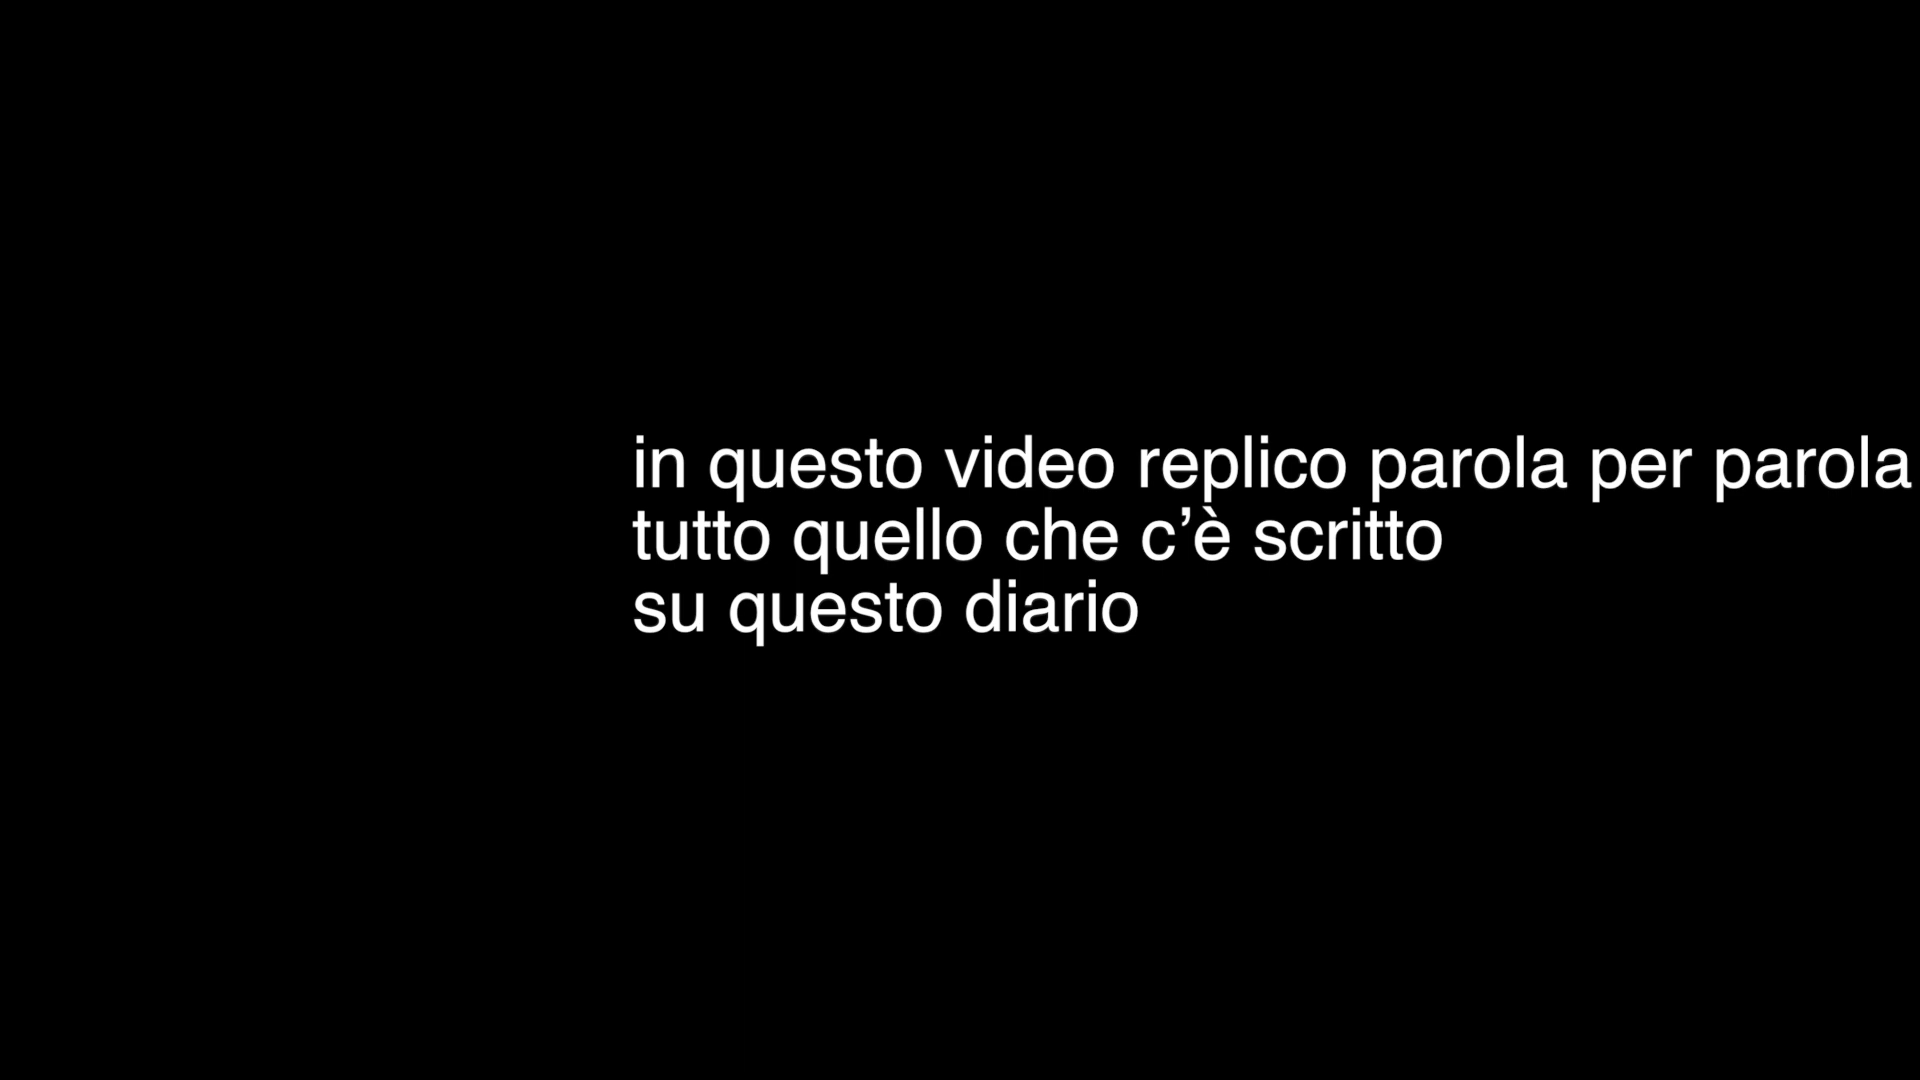 in questo video replico parola per parola
tutto quello che c’è scritto
su questo diario